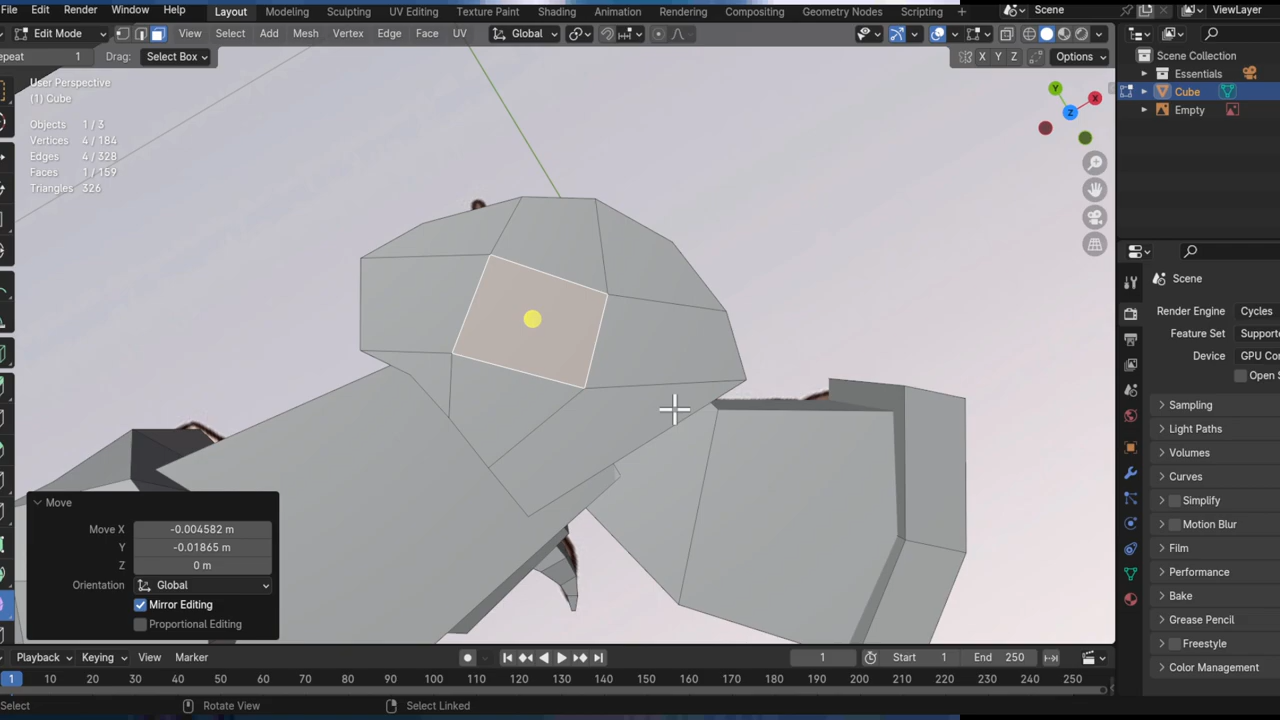 File Edit Render Window Help Layout Modeling Sculpting UV Editing Texture Paint Shading Animation Rendering Compositing Geometry Nodes Scripting + Scene ViewLayer
Edit Mode View Select Add Mesh Vertex Edge Face UV Global
epeat 1 Drag: Select Box X Y Z Options
Scene Collection
Essentials
Cube
Empty
User Perspective
(1) Cube
Objects 1 / 3
Vertices 4 / 184
Edges 4 / 328
Faces 1 / 159
Triangles 326
Y X Z
Scene
Render Engine Cycles
Feature Set Supporte
Device GPU Com
Open S
Sampling
Light Paths
Volumes
Curves
Simplify
Motion Blur
Film
Performance
Bake
Grease Pencil
Freestyle
Color Management
Move
Move X -0.004582 m
Y -0.01865 m
Z 0 m
Orientation Global
Mirror Editing
Proportional Editing
Playback Keying View Marker 1 Start 1 End 250
1 10 20 30 40 50 60 70 80 90 100 110 120 130 140 150 160 170 180 190 200 210 220 230 240 250
Select Rotate View Select Linked